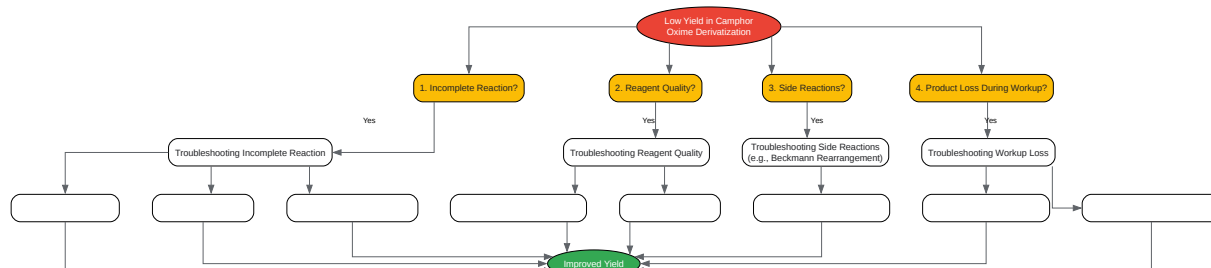 Low Yield in Camphor
Oxime Derivatization
1. Incomplete Reaction?
2. Reagent Quality?
3. Side Reactions?
4. Product Loss During Workup?
Yes
Yes
Yes
Yes
Troubleshooting Incomplete Reaction
Troubleshooting Reagent Quality
Troubleshooting Side Reactions
(e.g., Beckmann Rearrangement)
Troubleshooting Workup Loss
Improved Yield